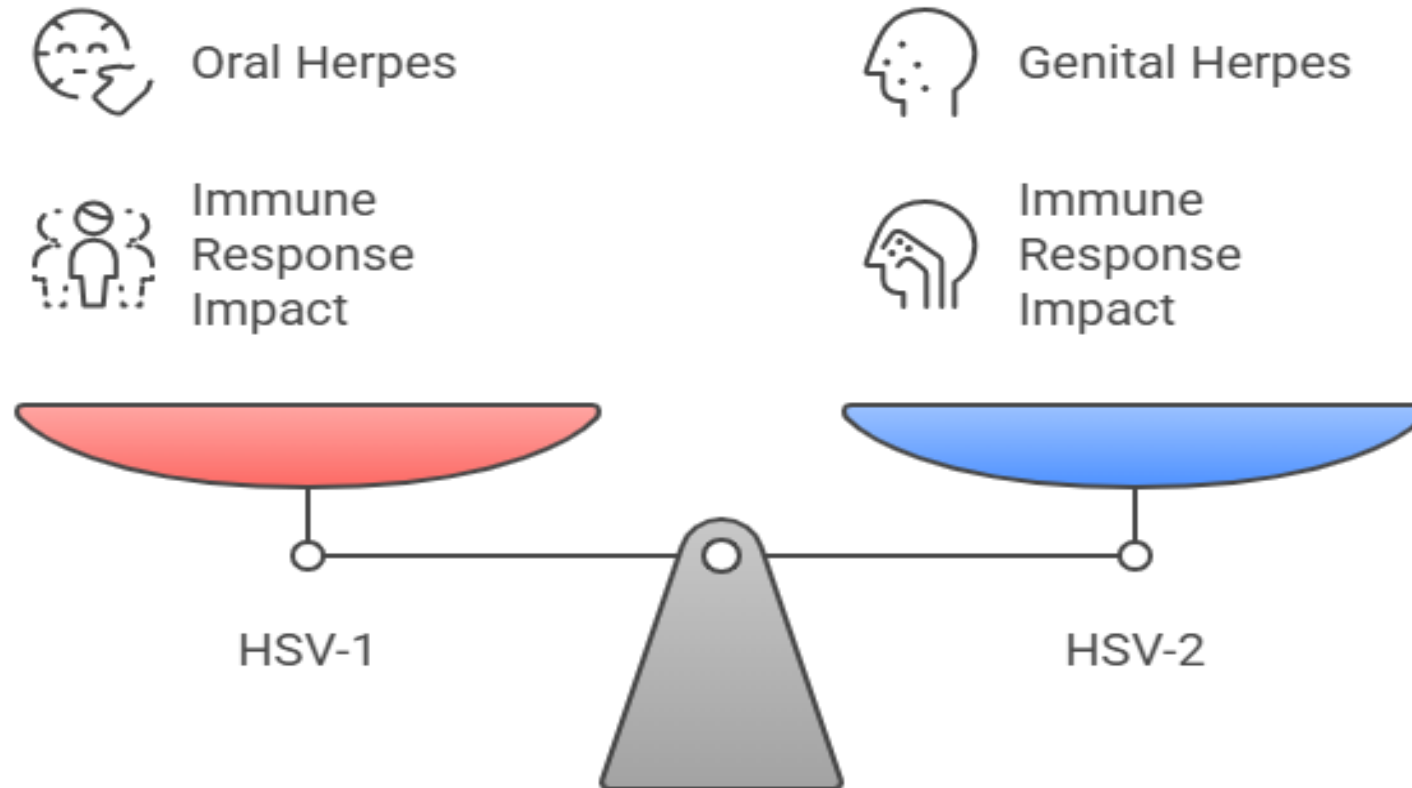 Oral Herpes
Genital Herpes
Immune
Response
Impact
Immune
Response
Impact
HSV-1
HSV-2